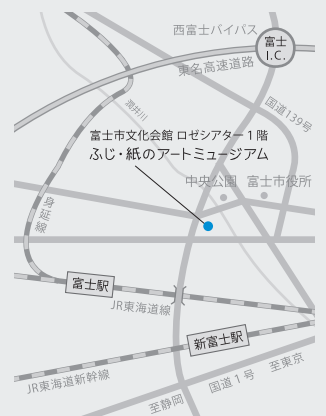 西富士バイパス
富士
I.C.
東名高速道路
国道139号
潤井川
富士市文化会館 ロゼシアター1階
ふじ・紙のアートミュージアム
中央公園
富士市役所
身延線
富士駅
JR東海道線
新富士駅
JR東海道新幹線
至静岡
国道1号
至東京